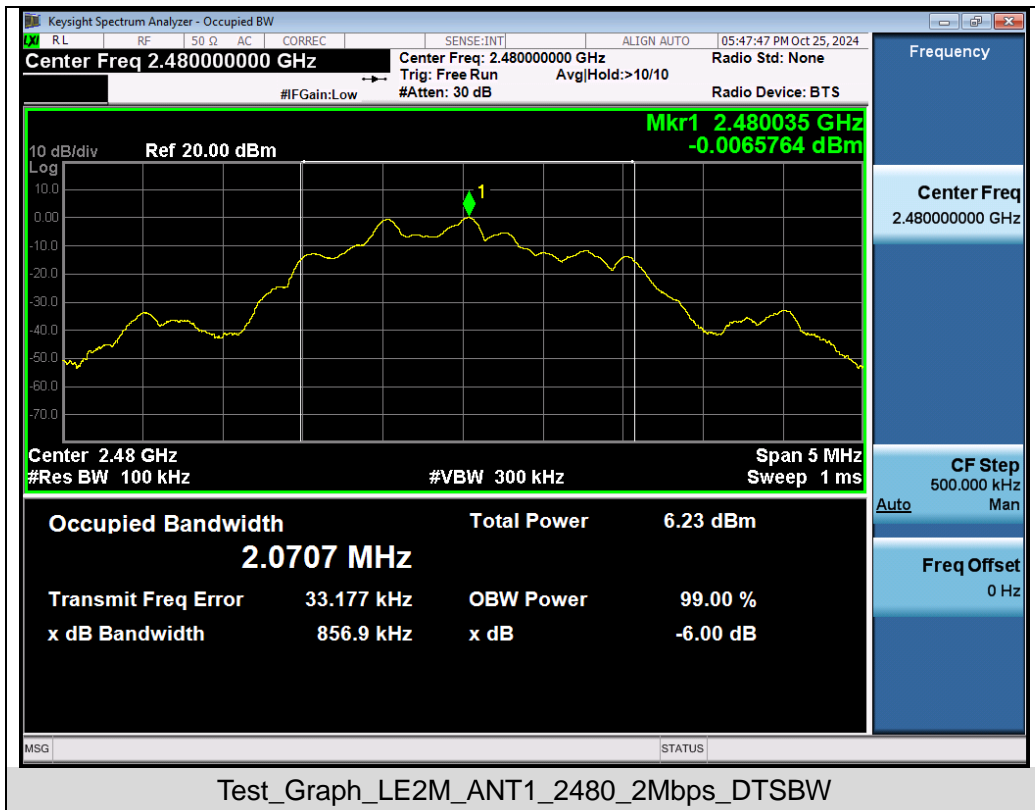 Keysight Spectrum Analyzer - Occupied BW
LXI RL RF 50 Ω AC CORREC SENSE:INT ALIGN AUTO 05:47:47 PM Oct 25, 2024
Center Freq 2.480000000 GHz
Center Freq: 2.480000000 GHz
Radio Std: None
Trig: Free Run
Avg|Hold:>10/10
#IFGain:Low
#Atten: 30 dB
Radio Device: BTS
Frequency
Mkr1 2.480035 GHz
-0.0065764 dBm
10 dB/div
Ref 20.00 dBm
Log
10.0
0.00
-10.0
-20.0
-30.0
-40.0
-50.0
-60.0
-70.0
1
Center 2.48 GHz
Span 5 MHz
#Res BW 100 kHz
#VBW 300 kHz
Sweep 1 ms
Center Freq
2.480000000 GHz
CF Step
500.000 kHz
Auto Man
Freq Offset
0 Hz
Occupied Bandwidth
2.0707 MHz
Total Power 6.23 dBm
Transmit Freq Error 33.177 kHz
OBW Power 99.00 %
x dB Bandwidth 856.9 kHz
x dB -6.00 dB
MSG
STATUS
Test_Graph_LE2M_ANT1_2480_2Mbps_DTSBW